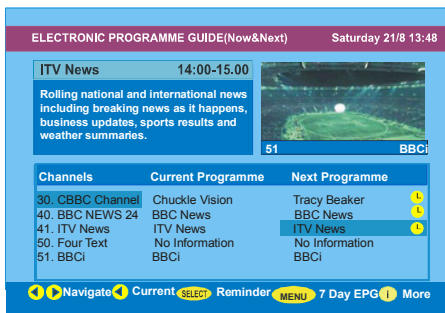 ELECTRONIC PROGRAMME GUIDE(Now&Next) Saturday 21/8 13:48
ITV News 14:00-15.00
Rolling national and international news
including breaking news as it happens,
business updates, sports results and
weather summaries.
51 BBCi
Channels Current Programme Next Programme
30. CBBC Channel Chuckle Vision Tracy Beaker
40. BBC NEWS 24 BBC News BBC News
41. ITV News ITV News ITV News
50. Four Text No Information No Information
51. BBCi BBCi BBCi
Navigate Current SELECT Reminder MENU 7 Day EPG i More